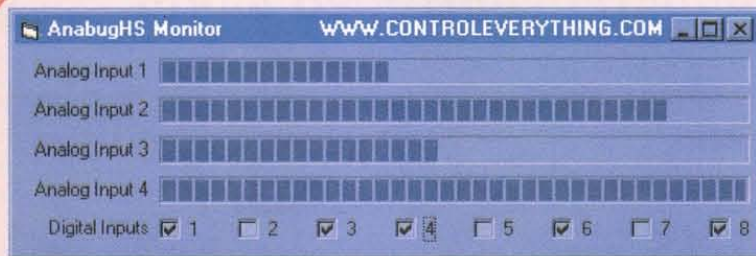 AnabugHS Monitor WWW.CONTROLEVERYTHING.COM
Analog Input 1
Analog Input 2
Analog Input 3
Analog Input 4
Digital Inputs 1 2 3 4 5 6 7 8